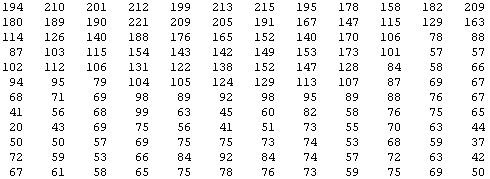 194 210 201 212 199 213 215 195 178 158 182 209
180 189 190 221 209 205 191 167 147 115 129 163
114 126 140 188 176 165 152 140 170 106 78 88
87 103 115 154 143 142 149 153 173 101 57 57
102 112 106 131 122 138 152 147 128 84 58 66
94 95 79 104 105 124 129 113 107 87 69 67
68 71 69 98 89 92 98 95 89 88 76 67
41 56 68 99 63 45 60 82 58 76 75 65
20 43 69 75 56 41 51 73 55 70 63 44
50 50 57 69 75 75 73 74 53 68 59 37
72 59 53 66 84 92 84 74 57 72 63 42
67 61 58 65 75 78 76 73 59 75 69 50